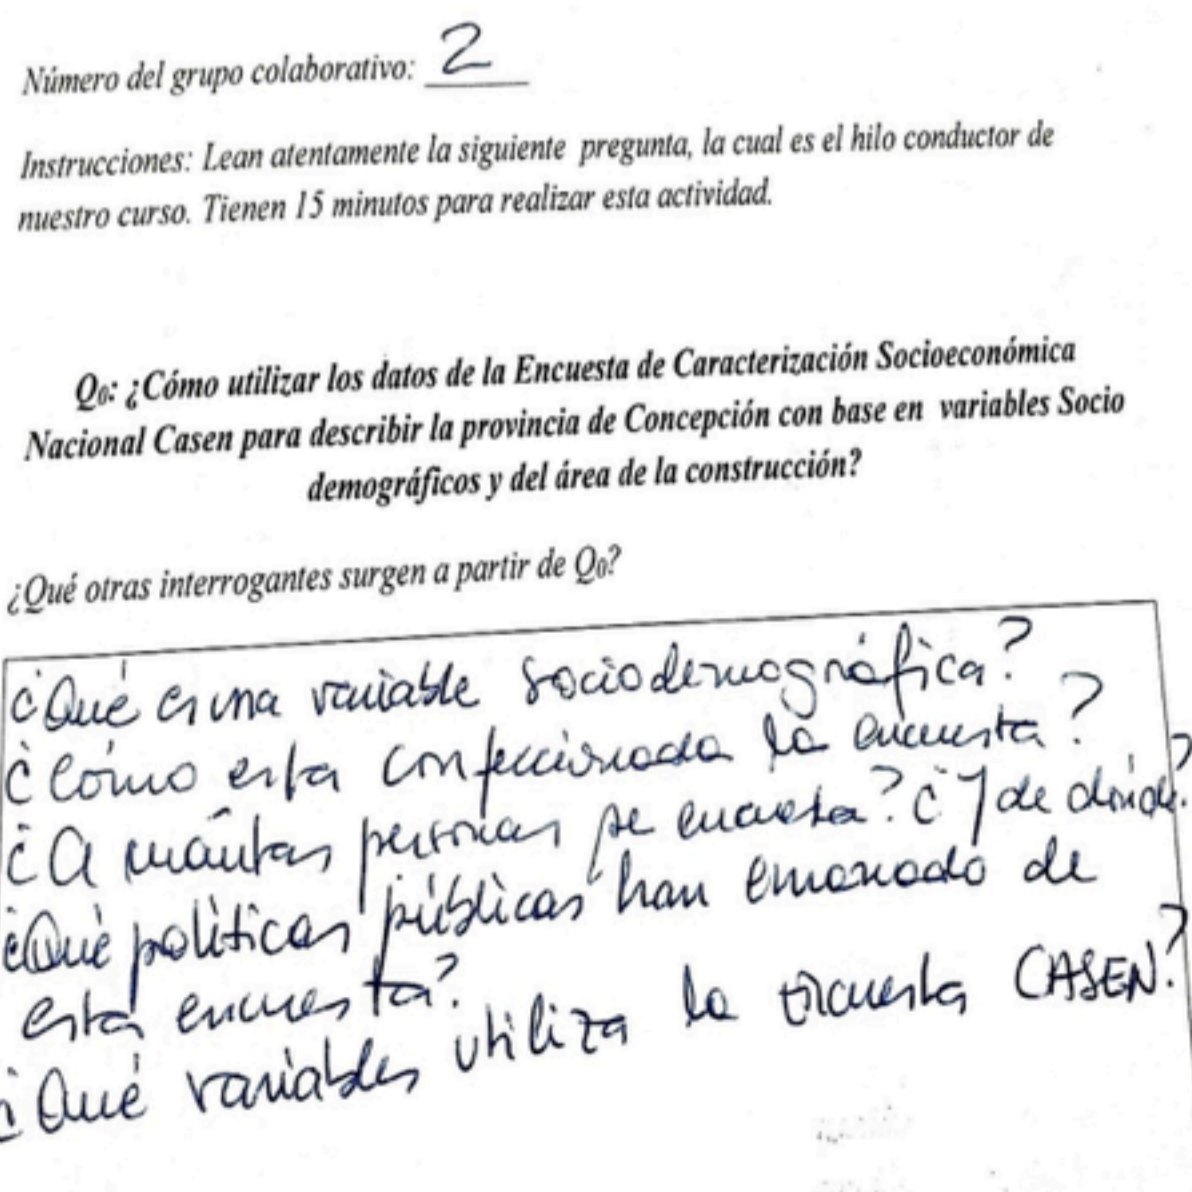 Número del grupo colaborativo: 2
Instrucciones: Lean atentamente la siguiente pregunta, la cual es el hilo conductor de
nuestro curso. Tienen 15 minutos para realizar esta actividad.
Q₀: ¿Cómo utilizar los datos de la Encuesta de Caracterización Socioeconómica
Nacional Casen para describir la provincia de Concepción con base en variables Socio
demográficos y del área de la construcción?
¿Qué otras interrogantes surgen a partir de Q₀?
¿Qué es una variable sociodemográfica?
¿Cómo esta confeccionada la encuesta?
¿A cuántas personas se encuesta? ¿Y de dónde?
¿Qué políticas públicas han emanado de
esta encuesta?
¿Qué variables utiliza la encuesta CASEN?